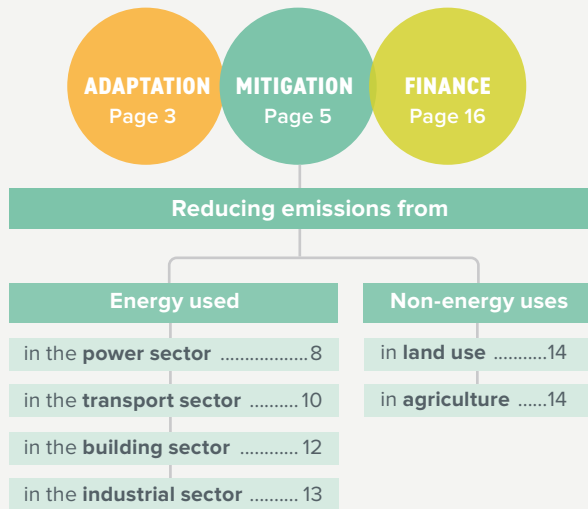 ADAPTATION
Page 3
MITIGATION
Page 5
FINANCE
Page 16
Reducing emissions from
Energy used
in the power sector ..................8
in the transport sector .......... 10
in the building sector ............ 12
in the industrial sector .......... 13
Non-energy uses
in land use ...........14
in agriculture ......14